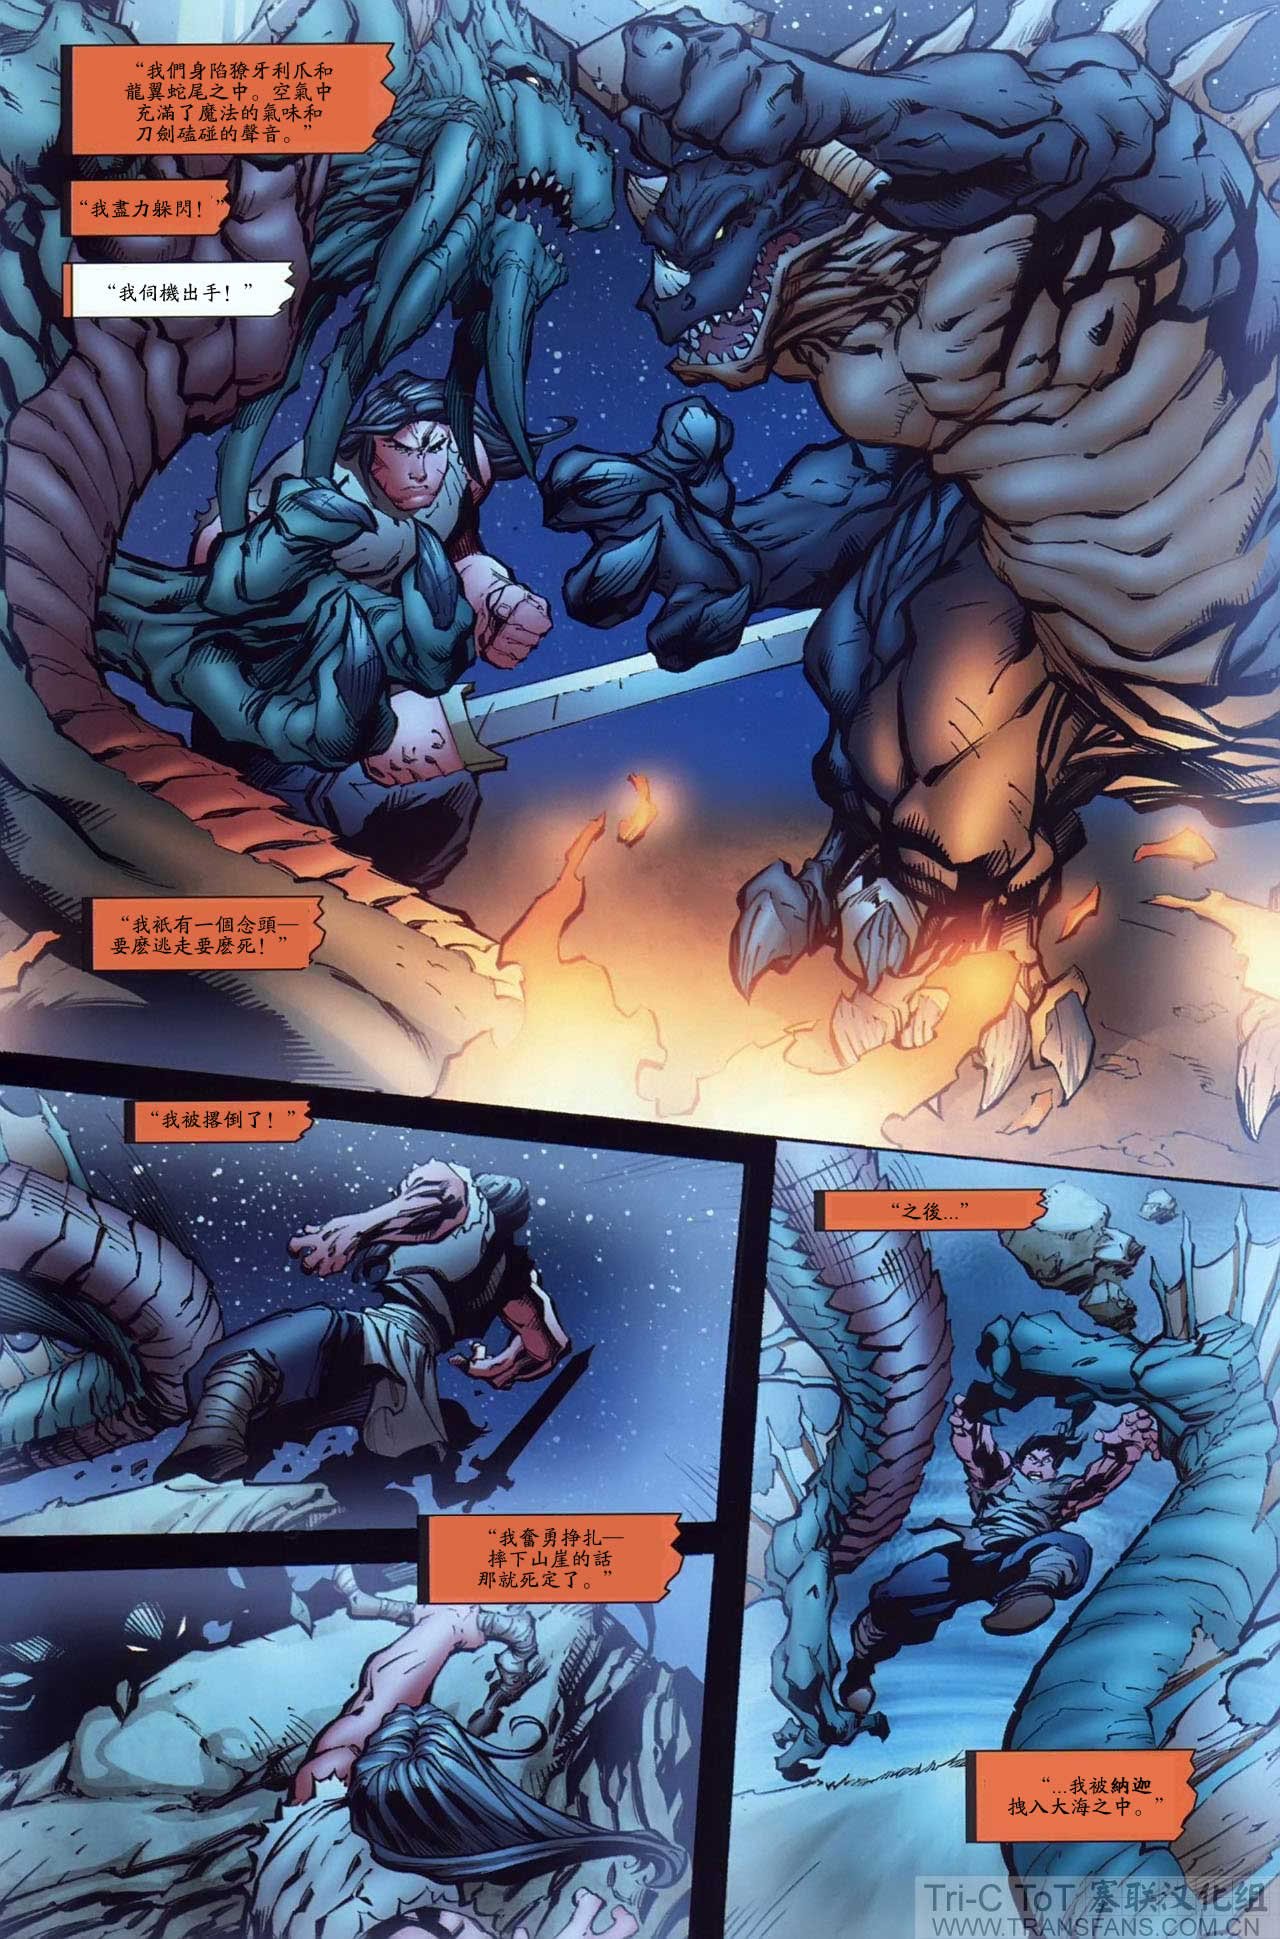 “我們身陷獠牙利爪和
龍翼蛇尾之中。空氣中
充滿了魔法的氣味和
刀劍磕碰的聲音。”
“我盡力躲閃！”
“我伺機出手！”
“我衹有一個念頭—
要麽逃走要麽死！”
“我被撂倒了！”
“之後...”
“我奮勇掙扎—
摔下山崖的話
那就死定了。”
“...我被納迦
拽入大海之中。”
Tri-C ToT 塞联汉化组
WWW.TRANSFANS.COM.CN